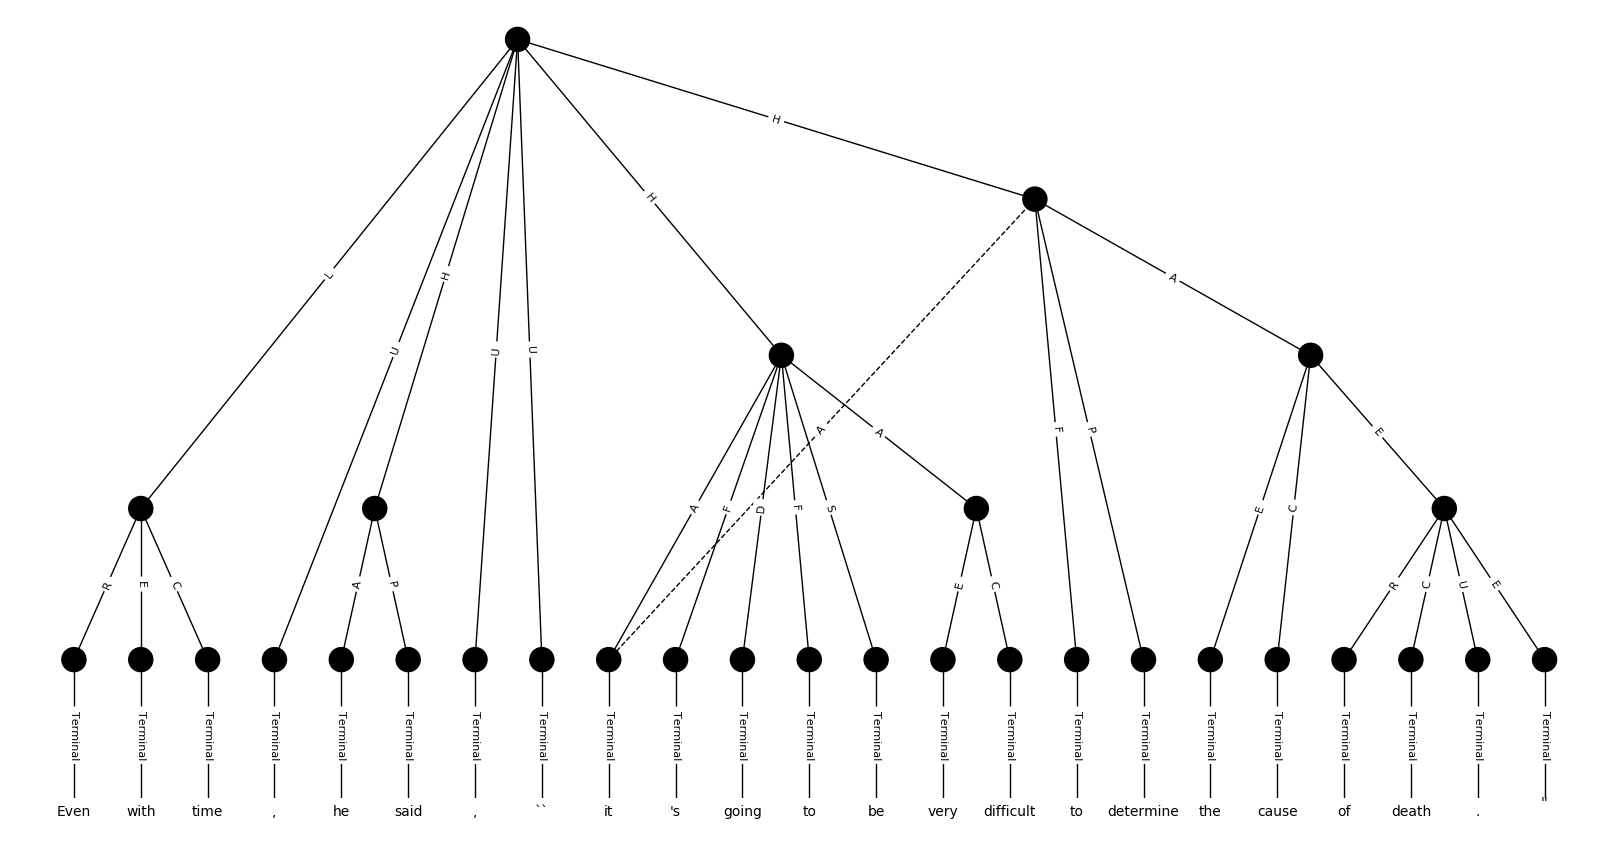 H
H
L
A
U
H
U
U
A
A
E
A
F
D
F
S
F
P
E
C
R
E
C
A
P
E
C
R
C
U
E
Terminal Terminal Terminal Terminal Terminal Terminal Terminal Terminal Terminal Terminal Terminal Terminal Terminal Terminal Terminal Terminal Terminal Terminal Terminal Terminal Terminal Terminal Terminal
Even with time , he said , `` it 's going to be very difficult to determine the cause of death . "